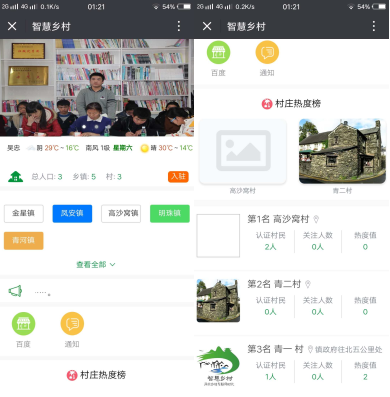 2G 4G 0.1K/s 01:21 54%
智慧乡村
吴忠 阴 29℃~16℃ 南风 1级 星期六 晴 30℃~14℃
总人口: 3 乡镇: 5 村: 3 入驻
金星镇 凤安镇 高沙窝镇 明珠镇
青河镇
查看全部
.....。
百度 通知
村庄热度榜
2G 4G 0.2K/s 01:21 54%
智慧乡村
百度 通知
村庄热度榜
高沙窝村 青二村
第1名 高沙窝村
认证村民 关注人数 热度值
2人 0人 0
第2名 青二村
认证村民 关注人数 热度值
0人 0人 0
第3名 青一 村 镇政府往北五公里处
智慧乡村
认证村民 关注人数 热度值
1人 0人 2